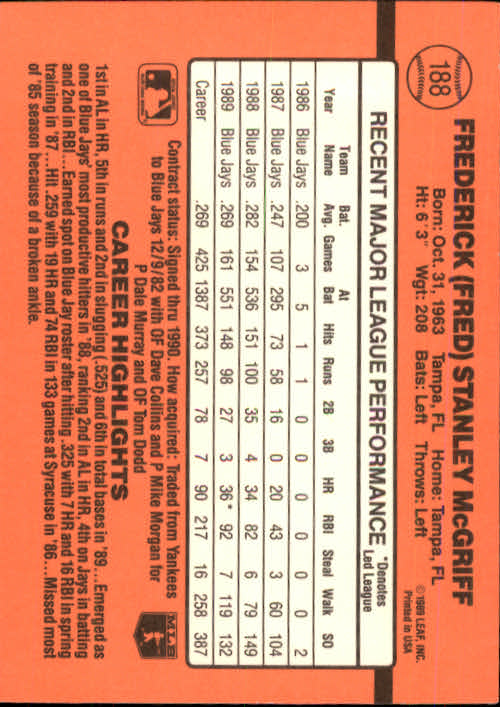 188
FREDERICK (FRED) STANLEY McGRIFF
Born: Oct. 31, 1963 Tampa, FL Home: Tampa, FL
Ht: 6'3" Wgt: 208 Bats: Left Throws: Left
© 1989 LEAF, INC.
Printed in USA
RECENT MAJOR LEAGUE PERFORMANCE *Denotes Led League
Year Team Name Bat. Avg. Games At Bat Hits Runs 2B 3B HR RBI Steal Walk SO
1986 Blue Jays .200 3 5 1 1 0 0 0 0 0 0 2
1987 Blue Jays .247 107 295 73 58 16 0 20 43 3 60 104
1988 Blue Jays .282 154 536 151 100 35 4 34 82 6 79 149
1989 Blue Jays .269 161 551 148 98 27 3 36* 92 7 119 132
Career .269 425 1387 373 257 78 7 90 217 16 258 387
Contract status: Signed thru 1990. How acquired: Traded from Yankees
to Blue Jays 12/9/82 with OF Dave Collins and P Mike Morgan for
P Dale Murray and OF Tom Dodd
MLB
CAREER HIGHLIGHTS
1st in AL in HR, 5th in runs and 2nd in slugging (.525) and 6th in total bases in '89...Emerged as
one of Blue Jays' most productive hitters in '88, ranking 2nd in AL in HR, 4th on Jays in batting
and 2nd in RBI...Earned spot on Blue Jay roster after hitting .325 with 7 HR and 16 RBI in spring
training in '87...Hit .259 with 19 HR and 74 RBI in 133 games at Syracuse in '86...Missed most
of '85 season because of a broken ankle.